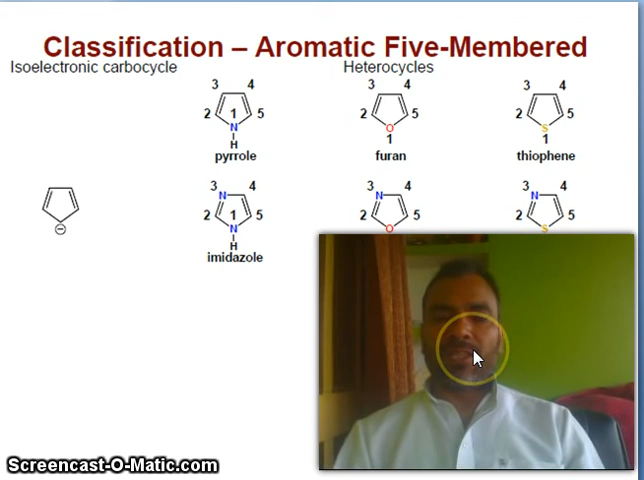 Classification – Aromatic Five-Membered
Isoelectronic carbocycle Heterocycles
3 4 3 4 3 4
2 1 5 2 5 2 5
N O S
H 1 1
pyrrole furan thiophene
3 N 4 3 N 4 3 N 4
2 1 5 2 5 2 5
⊖ N O S
H
imidazole
Screencast-O-Matic.com